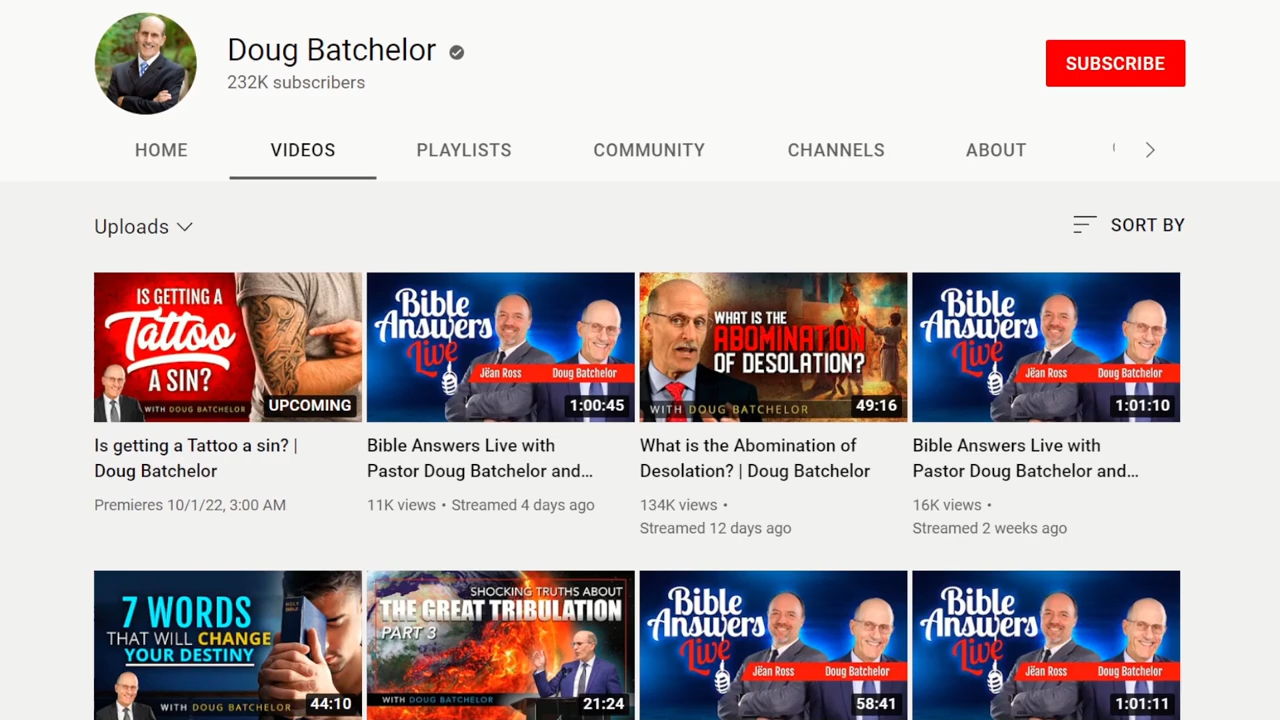 Doug Batchelor
232K subscribers
SUBSCRIBE
HOME
VIDEOS
PLAYLISTS
COMMUNITY
CHANNELS
ABOUT
Uploads
SORT BY
IS GETTING A
Tattoo
A SIN?
WITH DOUG BATCHELOR
UPCOMING
Is getting a Tattoo a sin? |
Doug Batchelor
Premieres 10/1/22, 3:00 AM
Bible
Answers
Live
Jëan Ross Doug Batchelor
1:00:45
Bible Answers Live with
Pastor Doug Batchelor and...
11K views • Streamed 4 days ago
WHAT IS THE
ABOMINATION
OF DESOLATION?
WITH DOUG BATCHELOR
49:16
What is the Abomination of
Desolation? | Doug Batchelor
134K views •
Streamed 12 days ago
Bible
Answers
Live
Jëan Ross Doug Batchelor
1:01:10
Bible Answers Live with
Pastor Doug Batchelor and...
16K views •
Streamed 2 weeks ago
7 WORDS
THAT WILL CHANGE
YOUR DESTINY
HOLY BIBLE
WITH DOUG BATCHELOR
44:10
SHOCKING TRUTHS ABOUT
THE GREAT TRIBULATION
PART 3
WITH DOUG BATCHELOR
21:24
Bible
Answers
Live
Jëan Ross Doug Batchelor
58:41
Bible
Answers
Live
Jëan Ross Doug Batchelor
1:01:11